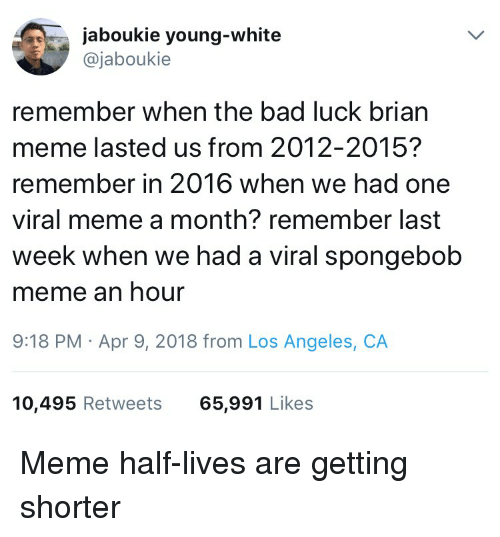 jaboukie young-white
@jaboukie
remember when the bad luck brian
meme lasted us from 2012-2015?
remember in 2016 when we had one
viral meme a month? remember last
week when we had a viral spongebob
meme an hour
9:18 PM · Apr 9, 2018 from Los Angeles, CA
10,495 Retweets 65,991 Likes
Meme half-lives are getting
shorter